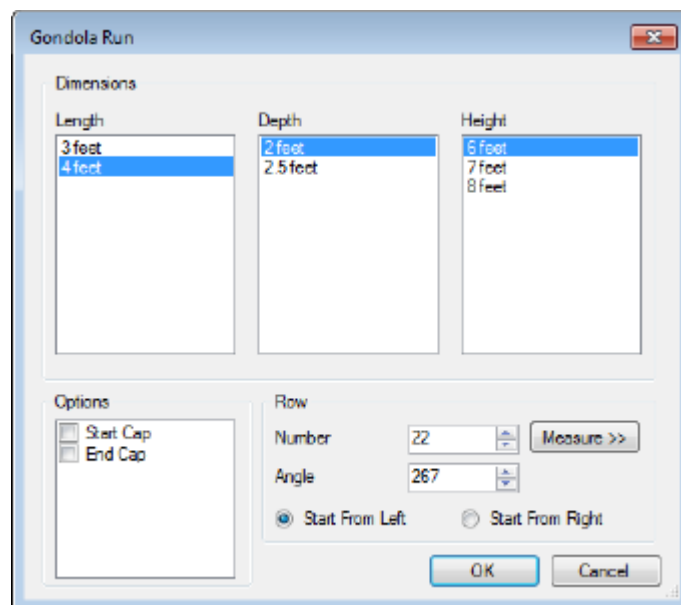 Gondola Run
Dimensions
Length Depth Height
3 feet 2 feet 6 feet
4 feet 2.5 feet 7 feet
8 feet
Options Row
Start Cap Number 22 Measure >>
End Cap
Angle 267
Start From Left Start From Right
OK Cancel